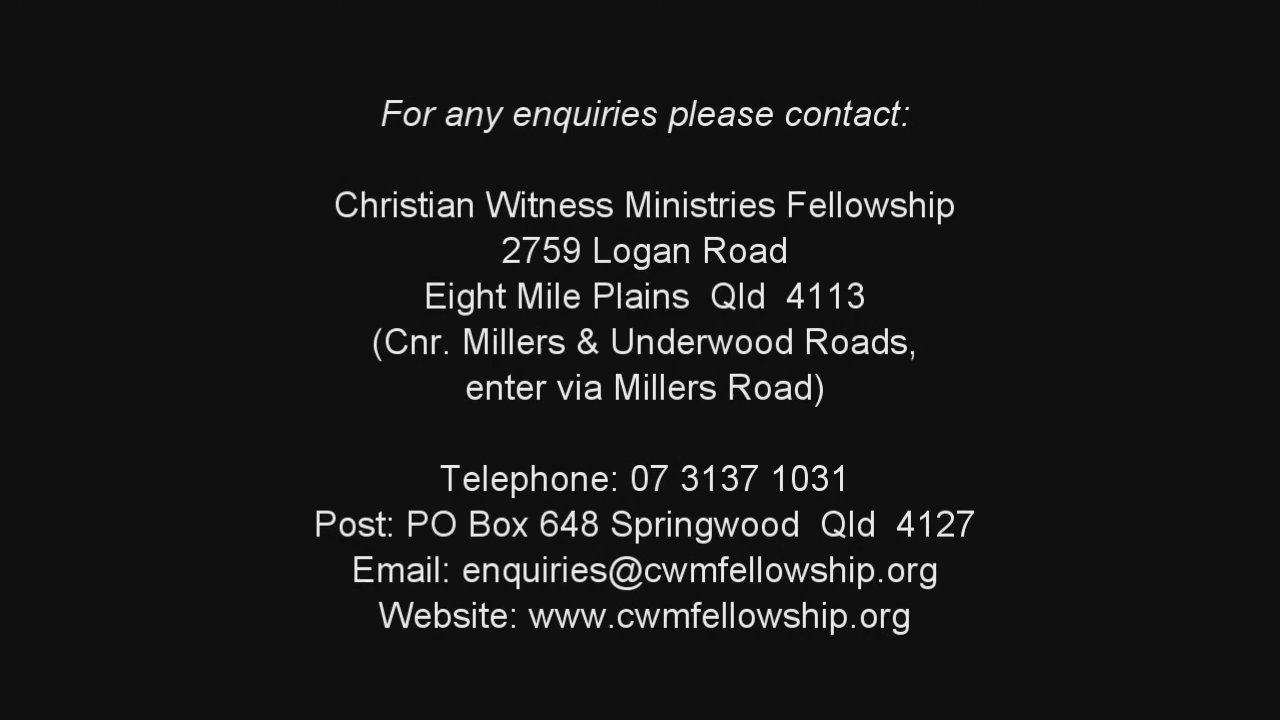 For any enquiries please contact:
Christian Witness Ministries Fellowship
2759 Logan Road
Eight Mile Plains  Qld  4113
(Cnr. Millers & Underwood Roads,
enter via Millers Road)
Telephone: 07 3137 1031
Post: PO Box 648 Springwood  Qld  4127
Email: enquiries@cwmfellowship.org
Website: www.cwmfellowship.org